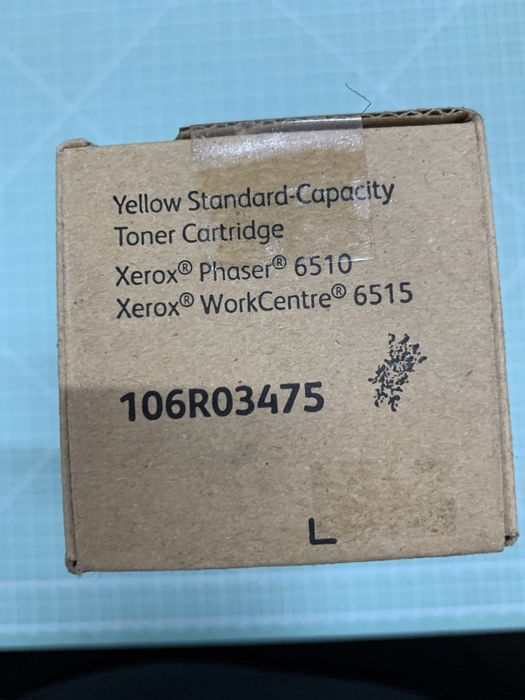 Yellow Standard-Capacity
Toner Cartridge
Xerox® Phaser® 6510
Xerox® WorkCentre® 6515
106R03475
L